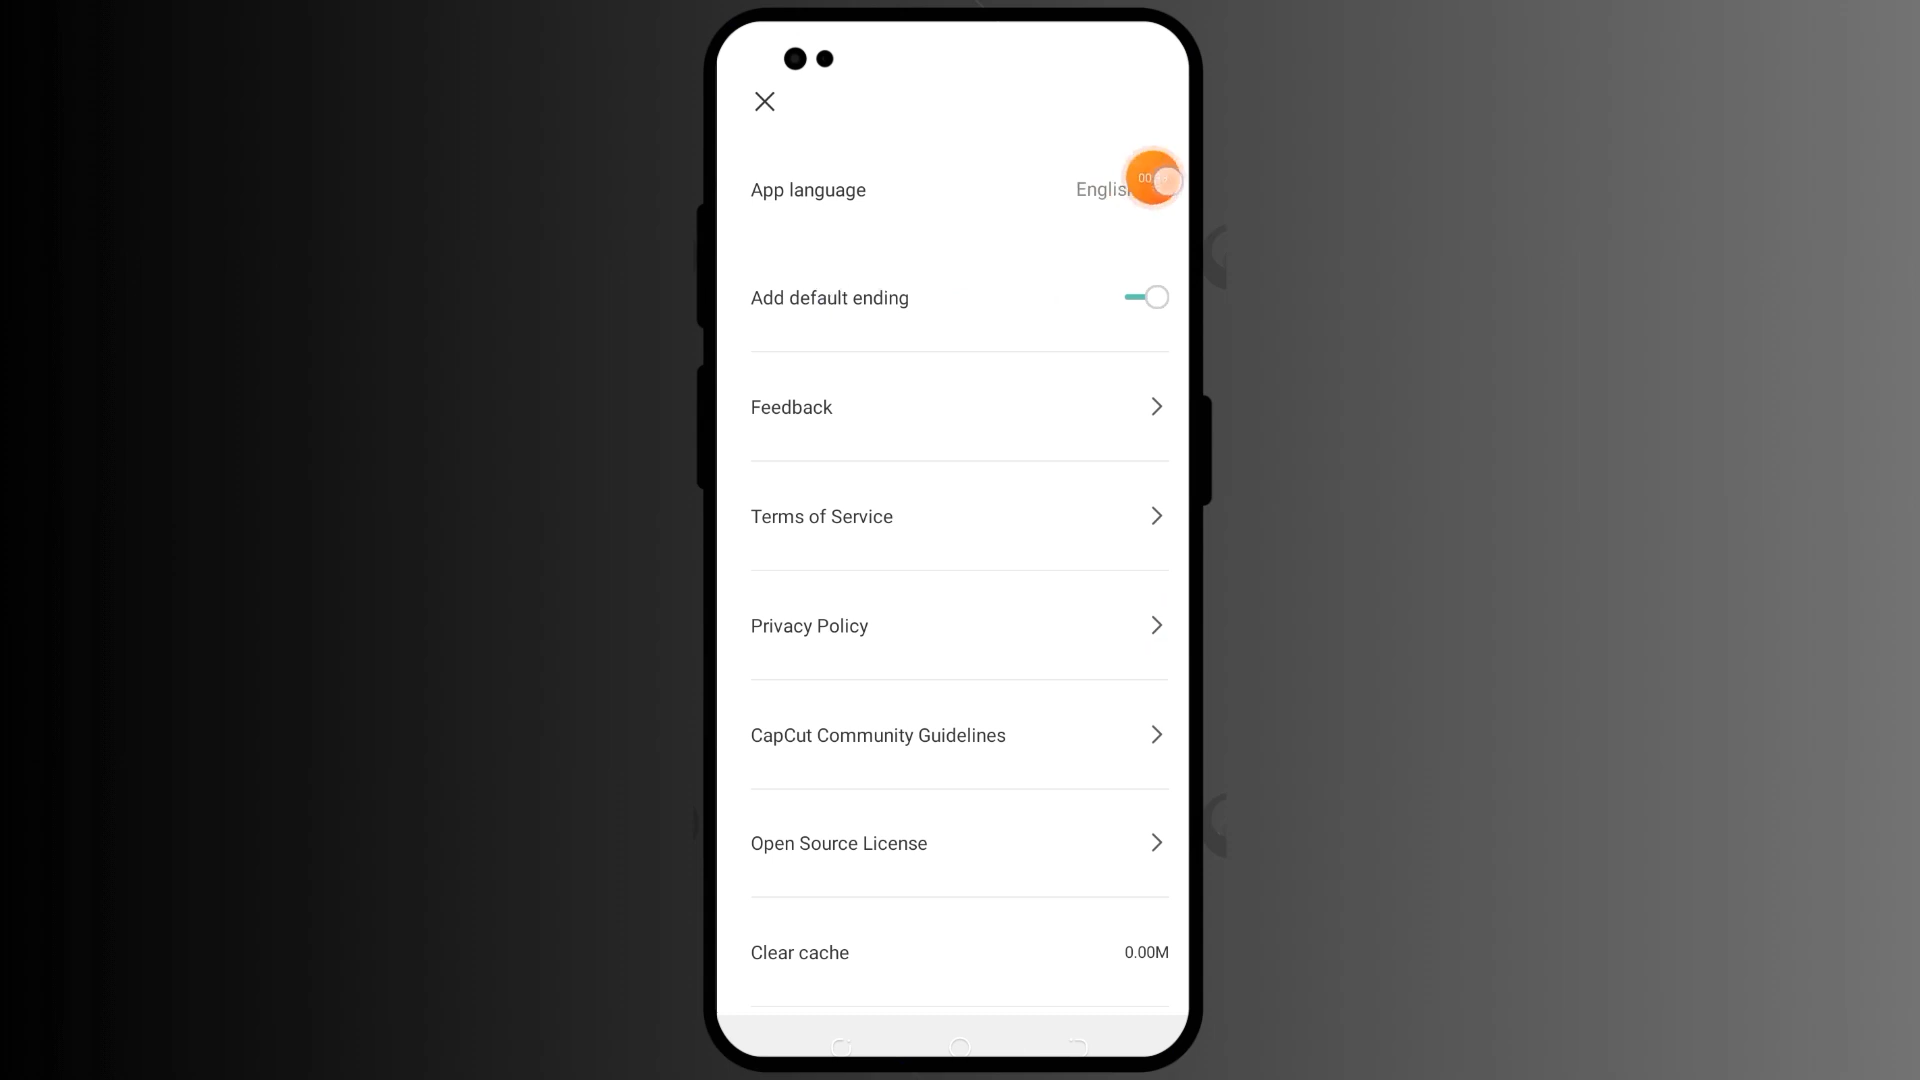 App language
Add default ending
Feedback
Terms of Service
Privacy Policy
CapCut Community Guidelines
Open Source License
Clear cache 0.00M